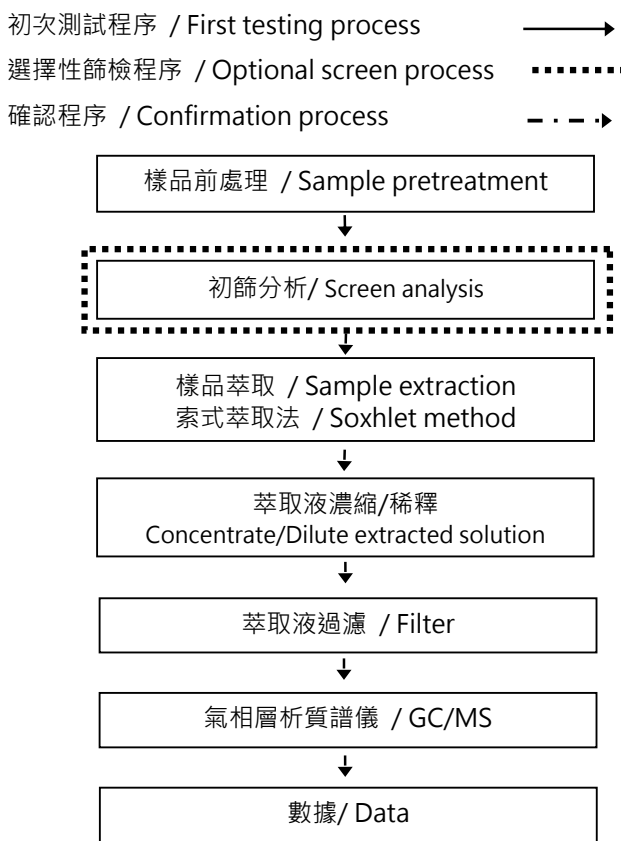 初次測試程序 / First testing process
選擇性篩檢程序 / Optional screen process
確認程序 / Confirmation process
樣品前處理 / Sample pretreatment
初篩分析/ Screen analysis
樣品萃取 / Sample extraction
索式萃取法 / Soxhlet method
萃取液濃縮/稀釋
Concentrate/Dilute extracted solution
萃取液過濾 / Filter
氣相層析質譜儀 / GC/MS
數據/ Data